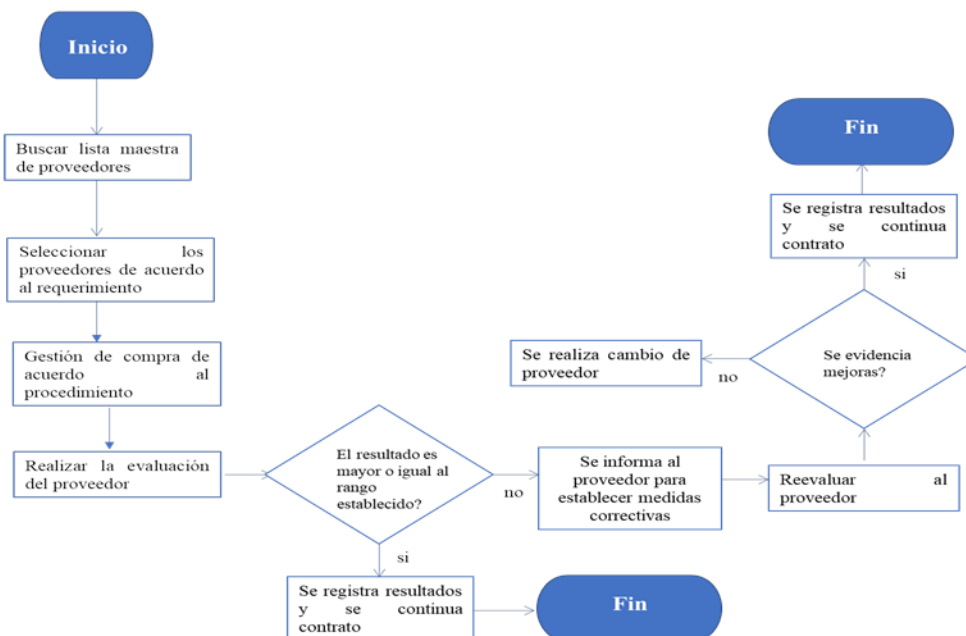 Inicio
Buscar lista maestra
de proveedores
Seleccionar los
proveedores de acuerdo
al requerimiento
Gestión de compra de
acuerdo al
procedimiento
Realizar la evaluación
del proveedor
El resultado es
mayor o igual al
rango
establecido?
si
Se registra resultados
y se continua
contrato
Fin
no
Se informa al
proveedor para
establecer medidas
correctivas
Reevaluar al
proveedor
Se evidencia
mejoras?
no
Se realiza cambio de
proveedor
si
Se registra resultados
y se continua
contrato
Fin